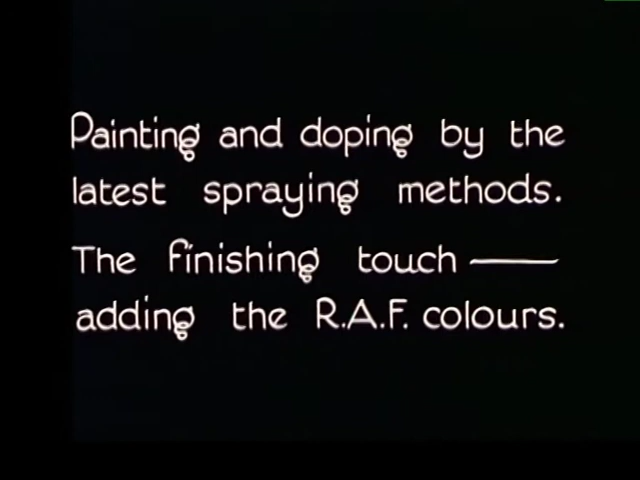 Painting and doping by the
latest spraying methods.
The finishing touch —
adding the R.A.F. colours.